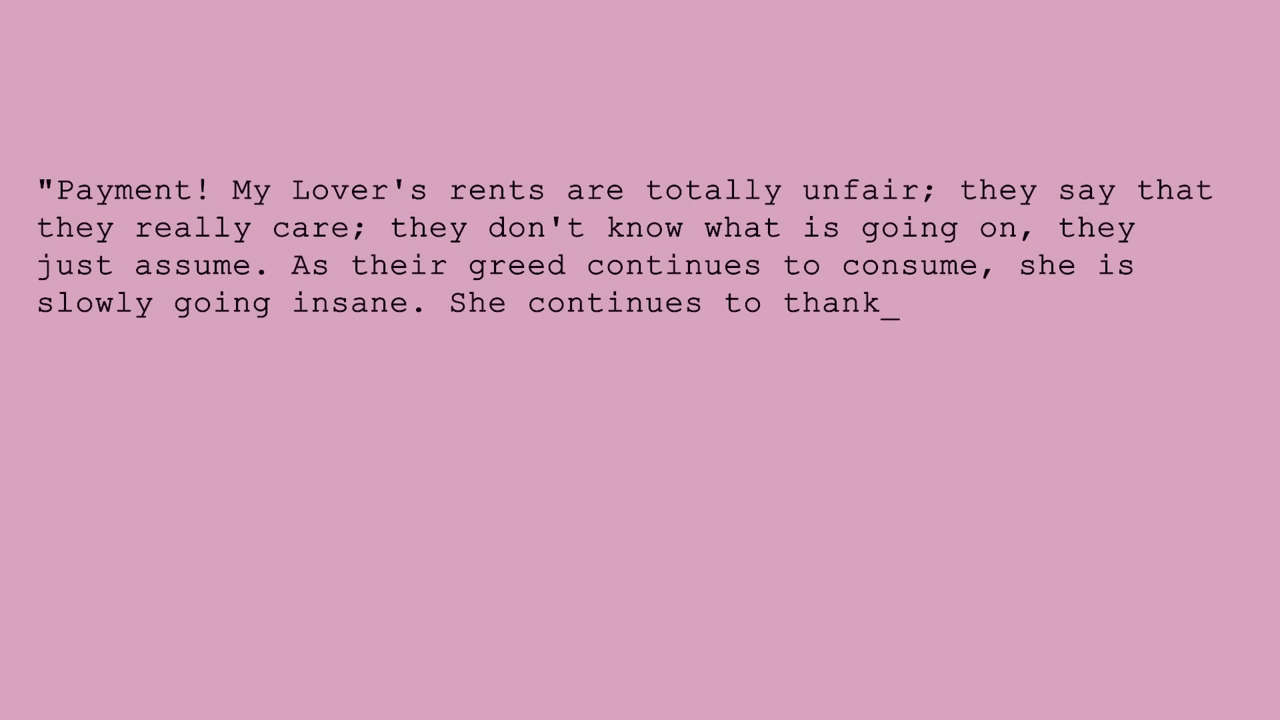 "Payment! My Lover's rents are totally unfair; they say that
they really care; they don't know what is going on, they
just assume. As their greed continues to consume, she is
slowly going insane. She continues to thank_